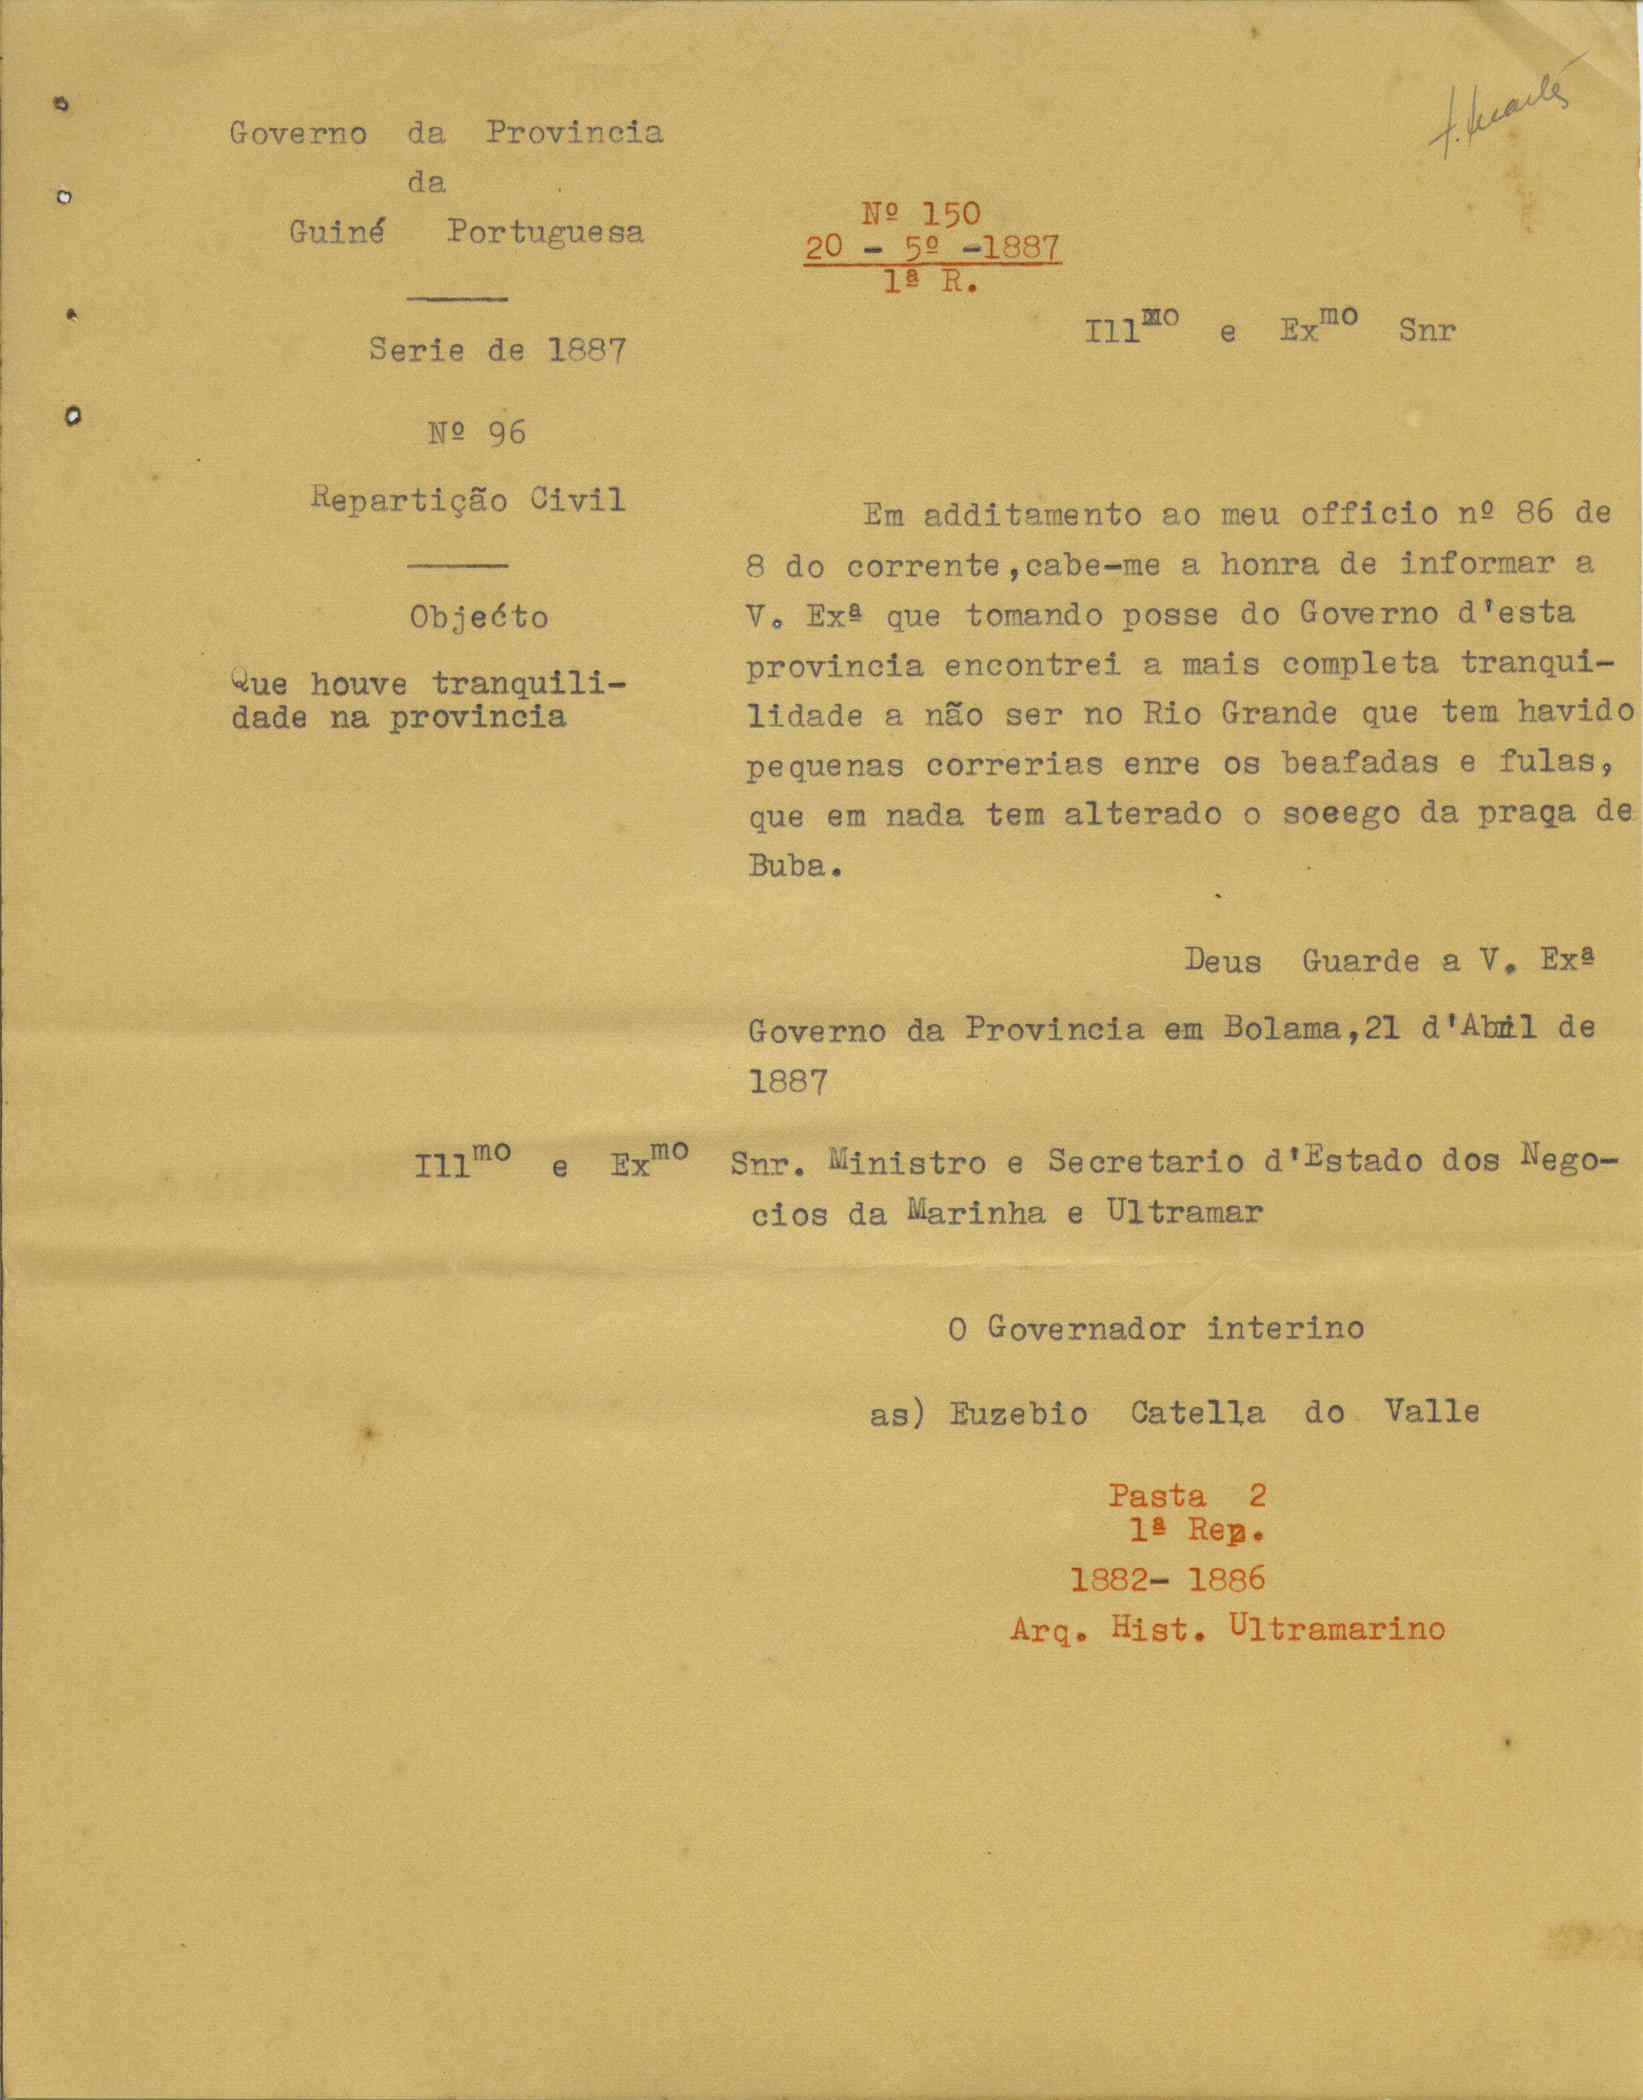 Governo da Provincia
da
Guiné Portuguesa
Serie de 1887
Nº 96
Repartição Civil
Objećto
Que houve tranquili-
dade na provincia
Nº 150
20 - 5º -1887
1ª R.
Illmo e Exmo Snr
Em additamento ao meu officio nº 86 de
8 do corrente,cabe-me a honra de informar a
V. Exª que tomando posse do Governo d'esta
provincia encontrei a mais completa tranqui-
lidade a não ser no Rio Grande que tem havido
pequenas correrias enre os beafadas e fulas,
que em nada tem alterado o soeego da praça de
Buba.
Deus Guarde a V. Exª
Governo da Provincia em Bolama,21 d'Abril de
1887
Illmo e Exmo Snr. Ministro e Secretario d'Estado dos Nego-
cios da Marinha e Ultramar
O Governador interino
as) Euzebio Catella do Valle
Pasta 2
1ª Rep.
1882- 1886
Arq. Hist. Ultramarino